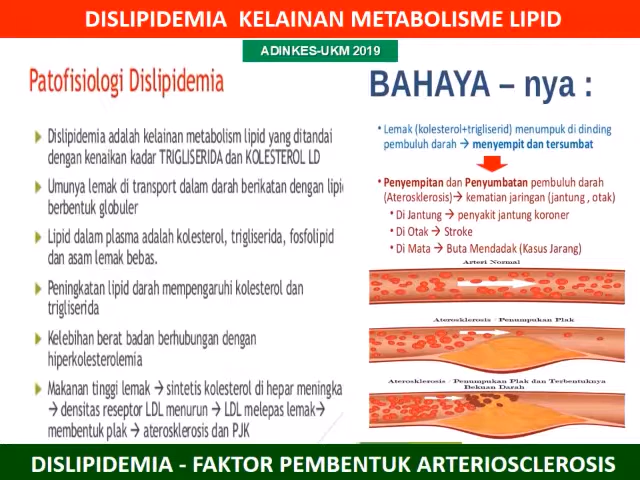 DISLIPIDEMIA KELAINAN METABOLISME LIPID
ADINKES-UKM 2019
Patofisiologi Dislipidemia
Dislipidemia adalah kelainan metabolism lipid yang ditandai
dengan kenaikan kadar TRIGLISERIDA dan KOLESTEROL LD
Umunya lemak di transport dalam darah berikatan dengan lipi
berbentuk globuler
Lipid dalam plasma adalah kolesterol, trigliserida, fosfolipid
dan asam lemak bebas.
Peningkatan lipid darah mempengaruhi kolesterol dan
trigliserida
Kelebihan berat badan berhubungan dengan
hiperkolesterolemia
Makanan tinggi lemak → sintetis kolesterol di hepar meningka
→ densitas reseptor LDL menurun → LDL melepas lemak→
membentuk plak → aterosklerosis dan PJK
BAHAYA – nya :
• Lemak (kolesterol+trigliserid) menumpuk di dinding
pembuluh darah → menyempit dan tersumbat
• Penyempitan dan Penyumbatan pembuluh darah
(Aterosklerosis)→ kematian jaringan (jantung , otak)
• Di Jantung → penyakit jantung koroner
• Di Otak → Stroke
• Di Mata → Buta Mendadak (Kasus Jarang)
Arteri Normal
Aterosklerosis - Penumpukan Plak
Aterosklerosis - Penumpukan Plak dan Terbentuknya
Bekuan Darah
DISLIPIDEMIA - FAKTOR PEMBENTUK ARTERIOSCLEROSIS